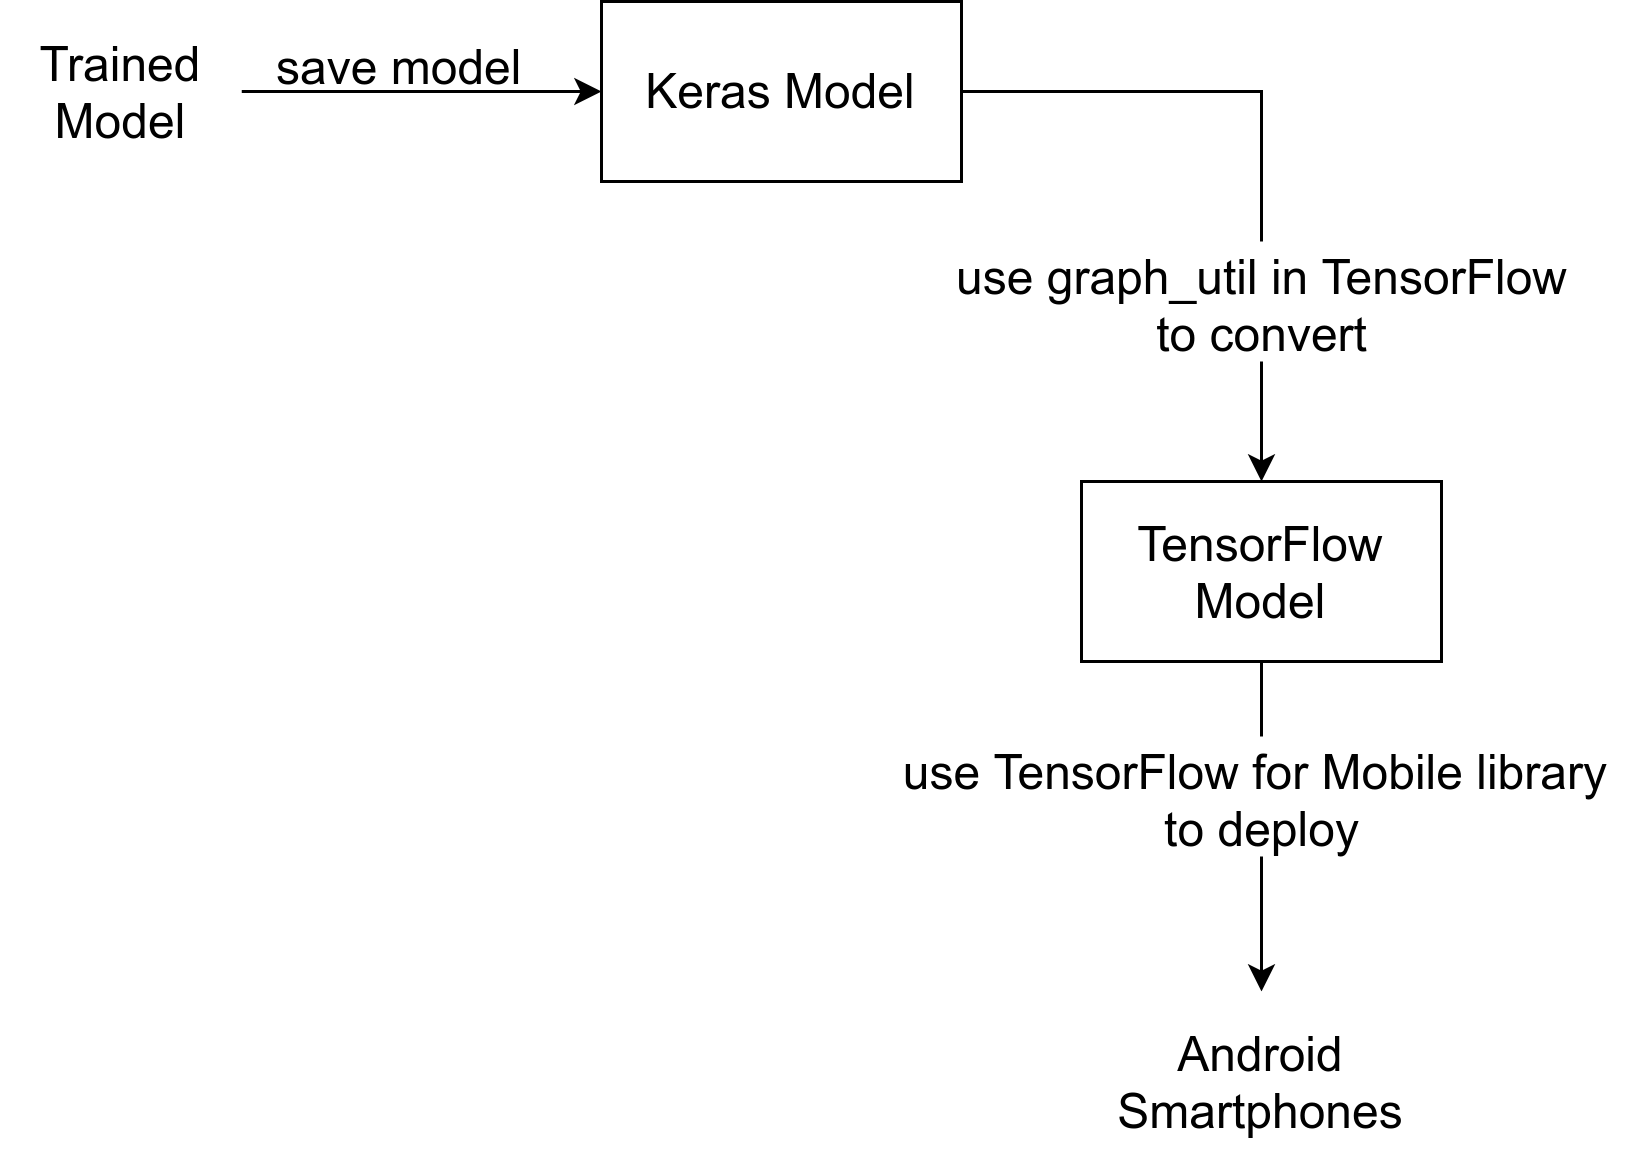 Trained
Model
save model
Keras Model
use graph_util in TensorFlow
to convert
TensorFlow
Model
use TensorFlow for Mobile library
to deploy
Android
Smartphones